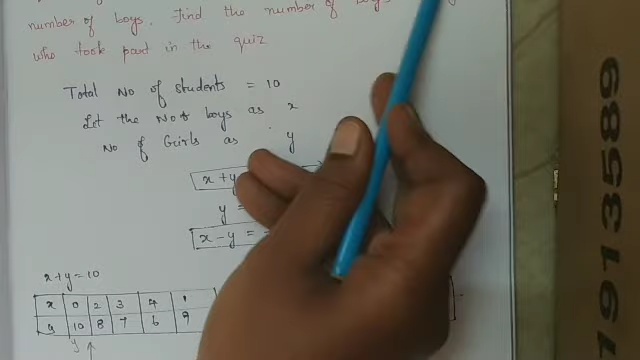 number of boys. Find the number of boys
who took part in the quiz
Total No of students = 10
Let the No of boys as x
No of Girls as y
x + y
y =
x - y =
x+y=10
x 0 2 3 4 1
y 10 8 7 6 9
y
1913589